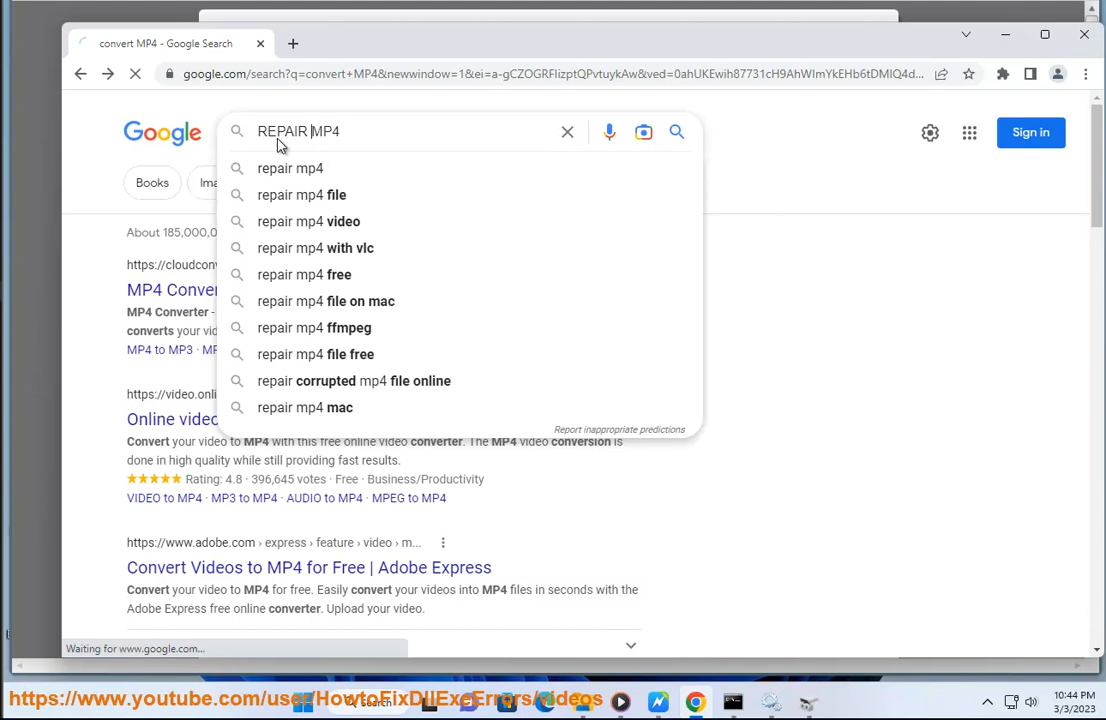 convert MP4 - Google Search
google.com/search?q=convert+MP4&newwindow=1&ei=a-gCZOGRFIizptQPvtuykAw&ved=0ahUKEwih87731cH9AhWImYkEHb6tDMIQ4d...
Google
REPAIR MP4
Sign in
repair mp4
Books
repair mp4 file
repair mp4 video
About 185,000,0
repair mp4 with vlc
https://cloudconv
repair mp4 free
MP4 Conver
repair mp4 file on mac
MP4 Converter -
repair mp4 ffmpeg
converts your vid
MP4 to MP3 · MP
repair mp4 file free
repair corrupted mp4 file online
https://video.onli
repair mp4 mac
Online video
Report inappropriate predictions
Convert your video to MP4 with this free online video converter. The MP4 video conversion is
done in high quality while still providing fast results.
Rating: 4.8 · 396,645 votes · Free · Business/Productivity
VIDEO to MP4 · MP3 to MP4 · AUDIO to MP4 · MPEG to MP4
https://www.adobe.com › express › feature › video › m...
Convert Videos to MP4 for Free | Adobe Express
Convert your video to MP4 for free. Easily convert your videos into MP4 files in seconds with the
Adobe Express free online converter. Upload your video.
Waiting for www.google.com...
https://www.youtube.com/user/HowtoFixDllExeErrors/videos
Search
10:44 PM
3/3/2023